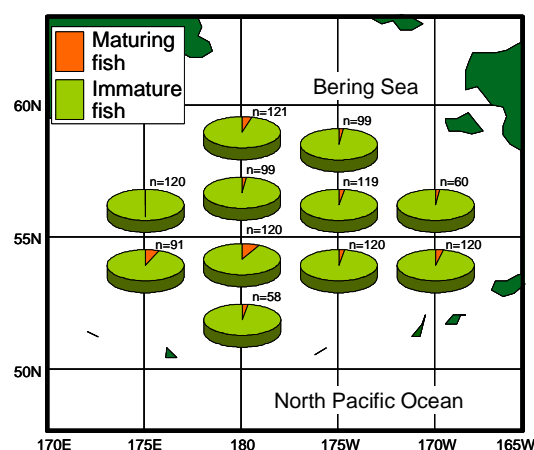 Maturing
fish
Immature
fish
Bering Sea
60N
n=121
n=99
n=120
n=99
n=119
n=60
55N
n=91
n=120
n=120
n=120
n=58
50N
North Pacific Ocean
170E
175E
180
175W
170W
165W